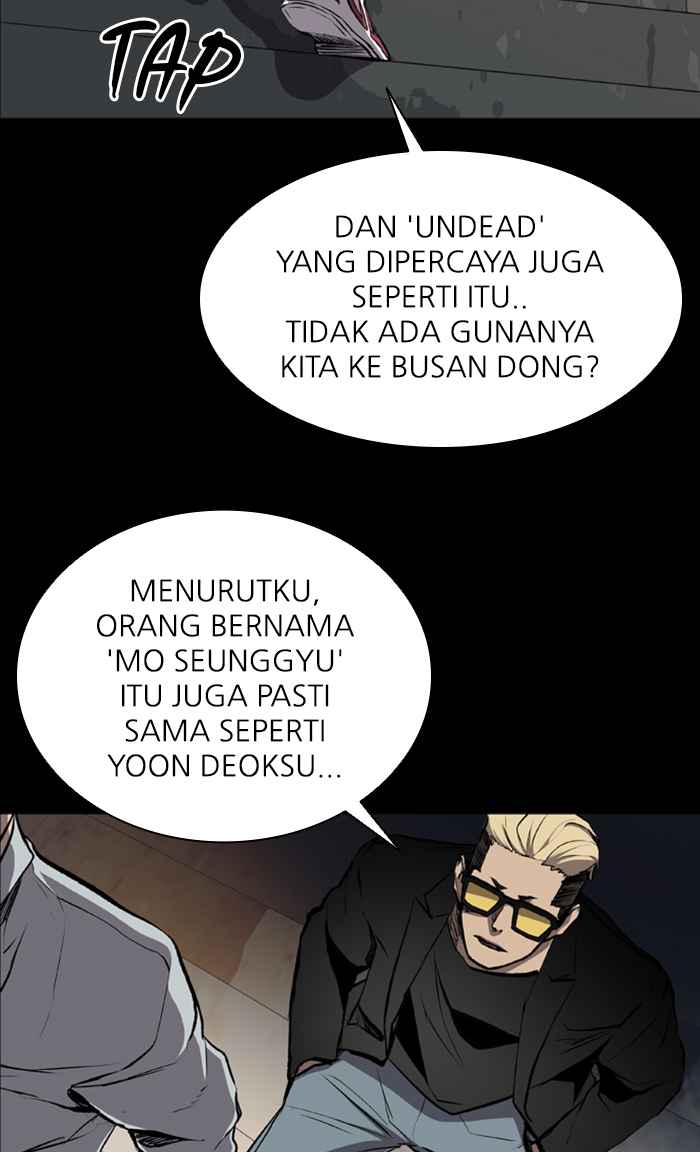 TAP
DAN 'UNDEAD'
YANG DIPERCAYA JUGA
SEPERTI ITU..
TIDAK ADA GUNANYA
KITA KE BUSAN DONG?
MENURUTKU,
ORANG BERNAMA
'MO SEUNGGYU'
ITU JUGA PASTI
SAMA SEPERTI
YOON DEOKSU...